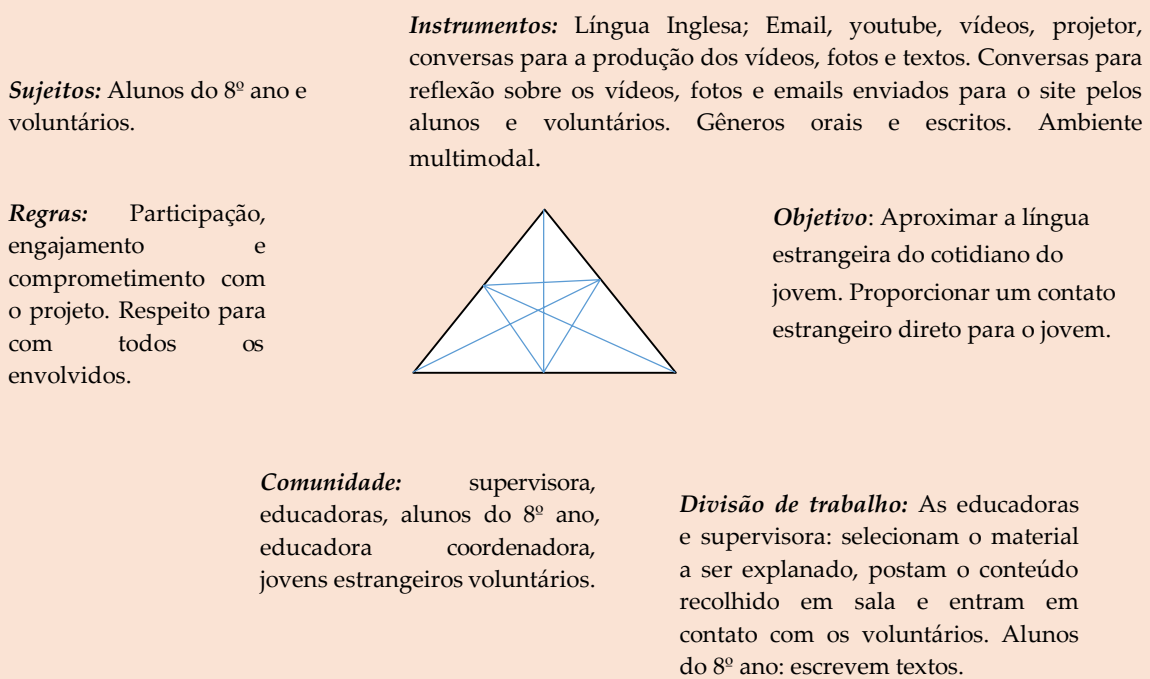 Instrumentos: Língua Inglesa; Email, youtube, vídeos, projetor,
conversas para a produção dos vídeos, fotos e textos. Conversas para
reflexão sobre os vídeos, fotos e emails enviados para o site pelos
alunos e voluntários. Gêneros orais e escritos. Ambiente
multimodal.
Sujeitos: Alunos do 8º ano e
voluntários.
Regras: Participação,
engajamento e
comprometimento com
o projeto. Respeito para
com todos os
envolvidos.
Objetivo: Aproximar a língua
estrangeira do cotidiano do
jovem. Proporcionar um contato
estrangeiro direto para o jovem.
Comunidade: supervisora,
educadoras, alunos do 8º ano,
educadora coordenadora,
jovens estrangeiros voluntários.
Divisão de trabalho: As educadoras
e supervisora: selecionam o material
a ser explanado, postam o conteúdo
recolhido em sala e entram em
contato com os voluntários. Alunos
do 8º ano: escrevem textos.